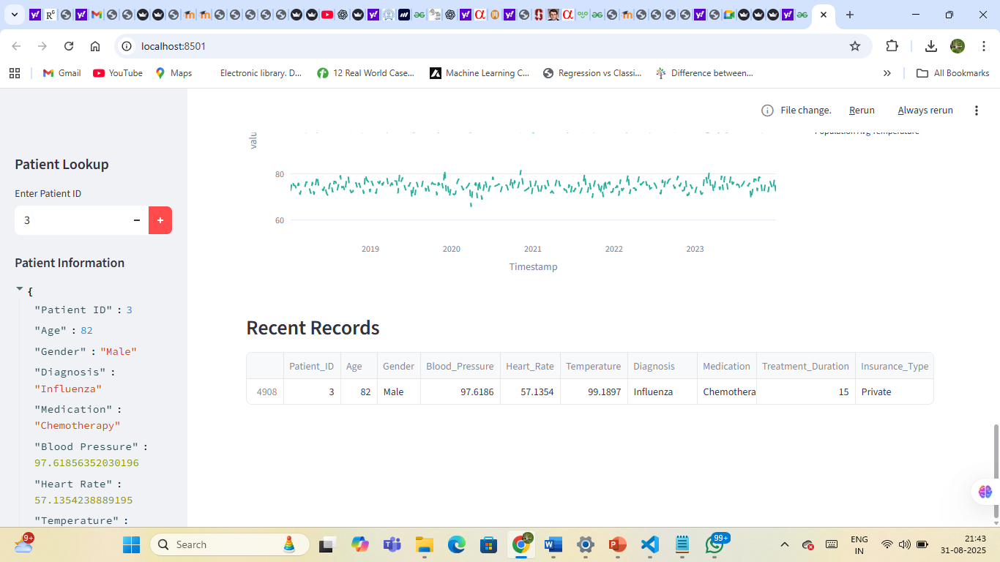 localhost:8501
Gmail
YouTube
Maps
Electronic library. D...
12 Real World Case...
Machine Learning C...
Regression vs Classi...
Difference between...
All Bookmarks
File change.
Rerun
Always rerun
Patient Lookup
Enter Patient ID
3
Patient Information
{
"Patient ID" : 3
"Age" : 82
"Gender" : "Male"
"Diagnosis" :
"Influenza"
"Medication" :
"Chemotherapy"
"Blood Pressure" :
97.61856352030196
"Heart Rate" :
57.1354238889195
"Temperature" :
valu
Population Avg Temperature
80
60
2019 2020 2021 2022 2023
Timestamp
Recent Records
Patient_ID Age Gender Blood_Pressure Heart_Rate Temperature Diagnosis Medication Treatment_Duration Insurance_Type
4908 3 82 Male 97.6186 57.1354 99.1897 Influenza Chemothera 15 Private
9+
Search
99+
ENG
IN
21:43
31-08-2025